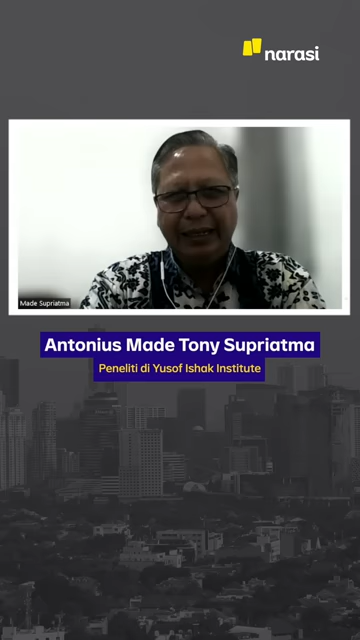 narasi
Made Supriatma
Antonius Made Tony Supriatma
Peneliti di Yusof Ishak Institute